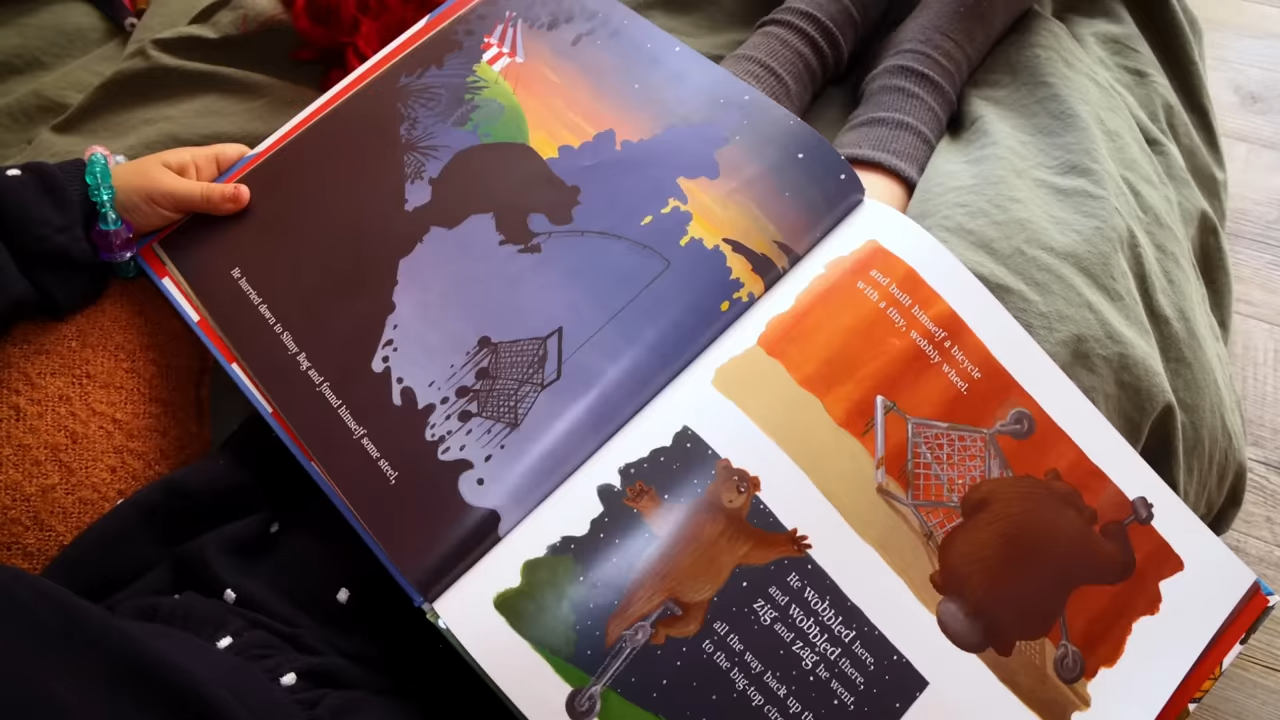 He hurried down to Slimy Bog and found himself some steel,
and built himself a bicycle
with a tiny, wobbly wheel.
He wobbled here,
and wobbled there,
zig and zag he went,
all the way back up
to the big-top